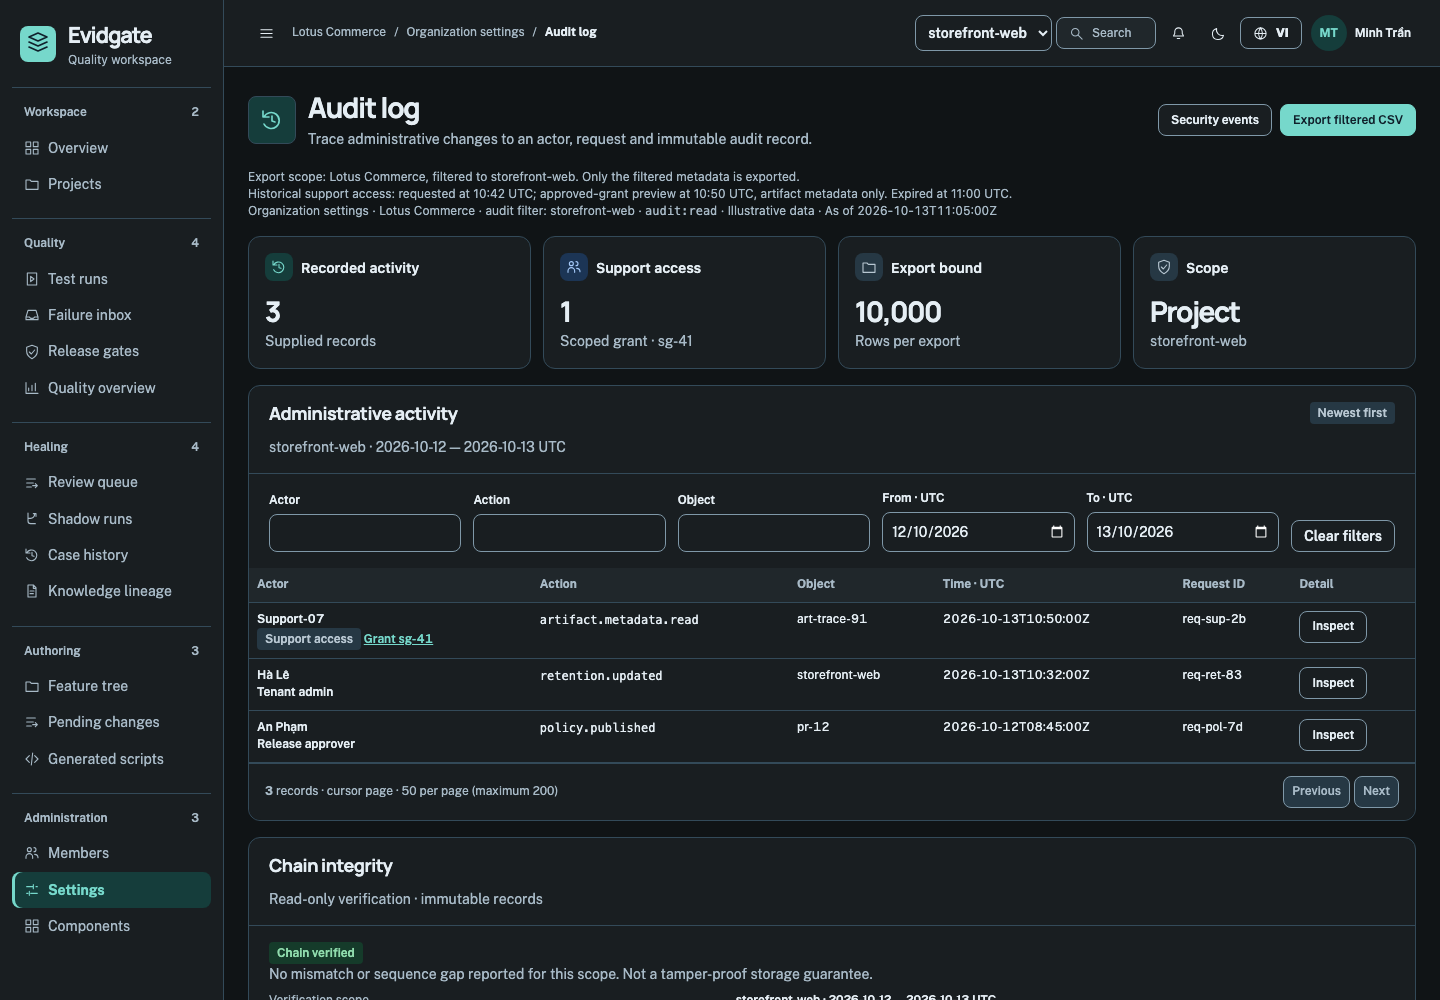 Evidgate
Quality workspace
Workspace 2
Overview
Projects
Quality 4
Test runs
Failure inbox
Release gates
Quality overview
Healing 4
Review queue
Shadow runs
Case history
Knowledge lineage
Authoring 3
Feature tree
Pending changes
Generated scripts
Administration 3
Members
Settings
Components
Lotus Commerce / Organization settings / Audit log
storefront-web
Search
VI
MT
Minh Trần
Audit log
Trace administrative changes to an actor, request and immutable audit record.
Security events
Export filtered CSV
Export scope: Lotus Commerce, filtered to storefront-web. Only the filtered metadata is exported.
Historical support access: requested at 10:42 UTC; approved-grant preview at 10:50 UTC, artifact metadata only. Expired at 11:00 UTC.
Organization settings · Lotus Commerce · audit filter: storefront-web · audit:read · Illustrative data · As of 2026-10-13T11:05:00Z
Recorded activity
3
Supplied records
Support access
1
Scoped grant · sg-41
Export bound
10,000
Rows per export
Scope
Project
storefront-web
Administrative activity
Newest first
storefront-web · 2026-10-12 — 2026-10-13 UTC
Actor
Action
Object
From · UTC
12/10/2026
To · UTC
13/10/2026
Clear filters
Actor Action Object Time · UTC Request ID Detail
Support-07 artifact.metadata.read art-trace-91 2026-10-13T10:50:00Z req-sup-2b Inspect
Support access Grant sg-41
Hà Lê retention.updated storefront-web 2026-10-13T10:32:00Z req-ret-83 Inspect
Tenant admin
An Phạm policy.published pr-12 2026-10-12T08:45:00Z req-pol-7d Inspect
Release approver
3 records · cursor page · 50 per page (maximum 200)
Previous
Next
Chain integrity
Read-only verification · immutable records
Chain verified
No mismatch or sequence gap reported for this scope. Not a tamper-proof storage guarantee.
Verification scope storefront-web · 2026-10-12 — 2026-10-13 UTC